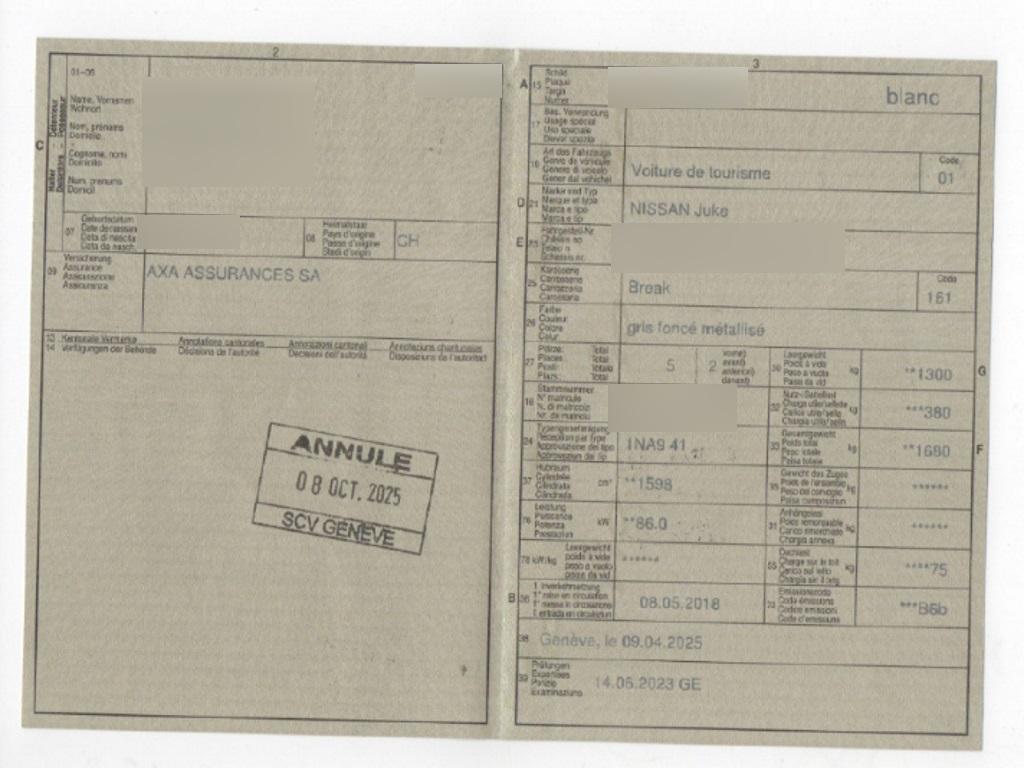 2
01-06
Name, Vornamen
Wohnort
Nom, prénoms
Domicile
Cognome, nomi
Domicilio
Num, prenums
Domicil
C
Halter Détenteur
Detentore Possessur
07
Geburtsdatum
Date de naissance
Data di nascita
Data da nasch.
08
Heimatstaat
Pays d'origine
Paese d'origine
Stadi d'origin
CH
09
Versicherung
Assurance
Assicurazione
Assicuranza
AXA ASSURANCES SA
13 Kantonale Vermerke Annotations cantonales Annotazioni cantonali Annotaziuns chantunalas
14 Verfügungen der Behörde Décisions de l'autorité Decisioni dell'autorità Disposiziuns da l'autoritad
ANNULE
08 OCT. 2025
SCV GENEVE
3
A
15
Schild
Plaque
Targa
Numer
blanc
17
Bes. Verwendung
Usage spécial
Uso speciale
Diever spezial
19
Art des Fahrzeugs
Genre de véhicule
Genere di veicolo
Gener dal vehichel
Voiture de tourisme
Code
01
D
21
Marke und Typ
Marque et type
Marca e tipo
Marca e tip
NISSAN Juke
E
23
Fahrgestell-Nr.
Châssis no
Telaio n.
Schassis nr.
25
Karosserie
Carrosserie
Carrozzeria
Carossaria
Break
Code
161
26
Farbe
Couleur
Colore
Colur
gris foncé métallisé
27
Plätze: Total
Places: Total
Posti: Totale
Plazs: Total
5
2
vorne)
avant)
anteriori)
davant)
30
Leergewicht
Poids à vide
Peso a vuoto
Paisa da vid
kg
**1300
G
18
Stammnummer
N° matricule
N. di matricola
Nr. da matricla
32
Nutz-/Sattellast
Charge utile/sellette
Carico utile/sella
Chargia utila/sella
kg
***380
24
Typengenehmigung
Réception par type
Approvazione del tipo
Approvaziun dal tip
1NA9 41
33
Gesamtgewicht
Poids total
Peso totale
Paisa totala
kg
**1680
F
37
Hubraum
Cylindrée
Cilindrata
Cilindrada
cm³
**1598
35
Gewicht des Zuges
Poids de l'ensemble
Peso del convoglio
Paisa cumposiziun
kg
******
76
Leistung
Puissance
Potenza
Prestaziun
kW
**86.0
31
Anhängelast
Poids remorquable
Carico rimorchiato
Chargia annexa
kg
******
78 kW/kg
Leergewicht
poids à vide
peso a vuoto
paisa da vid
******
55
Dachlast
Charge sur le toit
Carico sul tetto
Chargia sin il tetg
kg
****75
B
36
1. Inverkehrsetzung
1re mise en circulation
1a messa in circolazione
1. entrada en circulaziun
08.05.2018
72
Emissionscode
Code émissions
Codice emissioni
Code d'emissiuns
***B6b
38
Genève, le 09.04.2025
39
Prüfungen
Expertises
Perizie
Examinaziuns
14.06.2023 GE